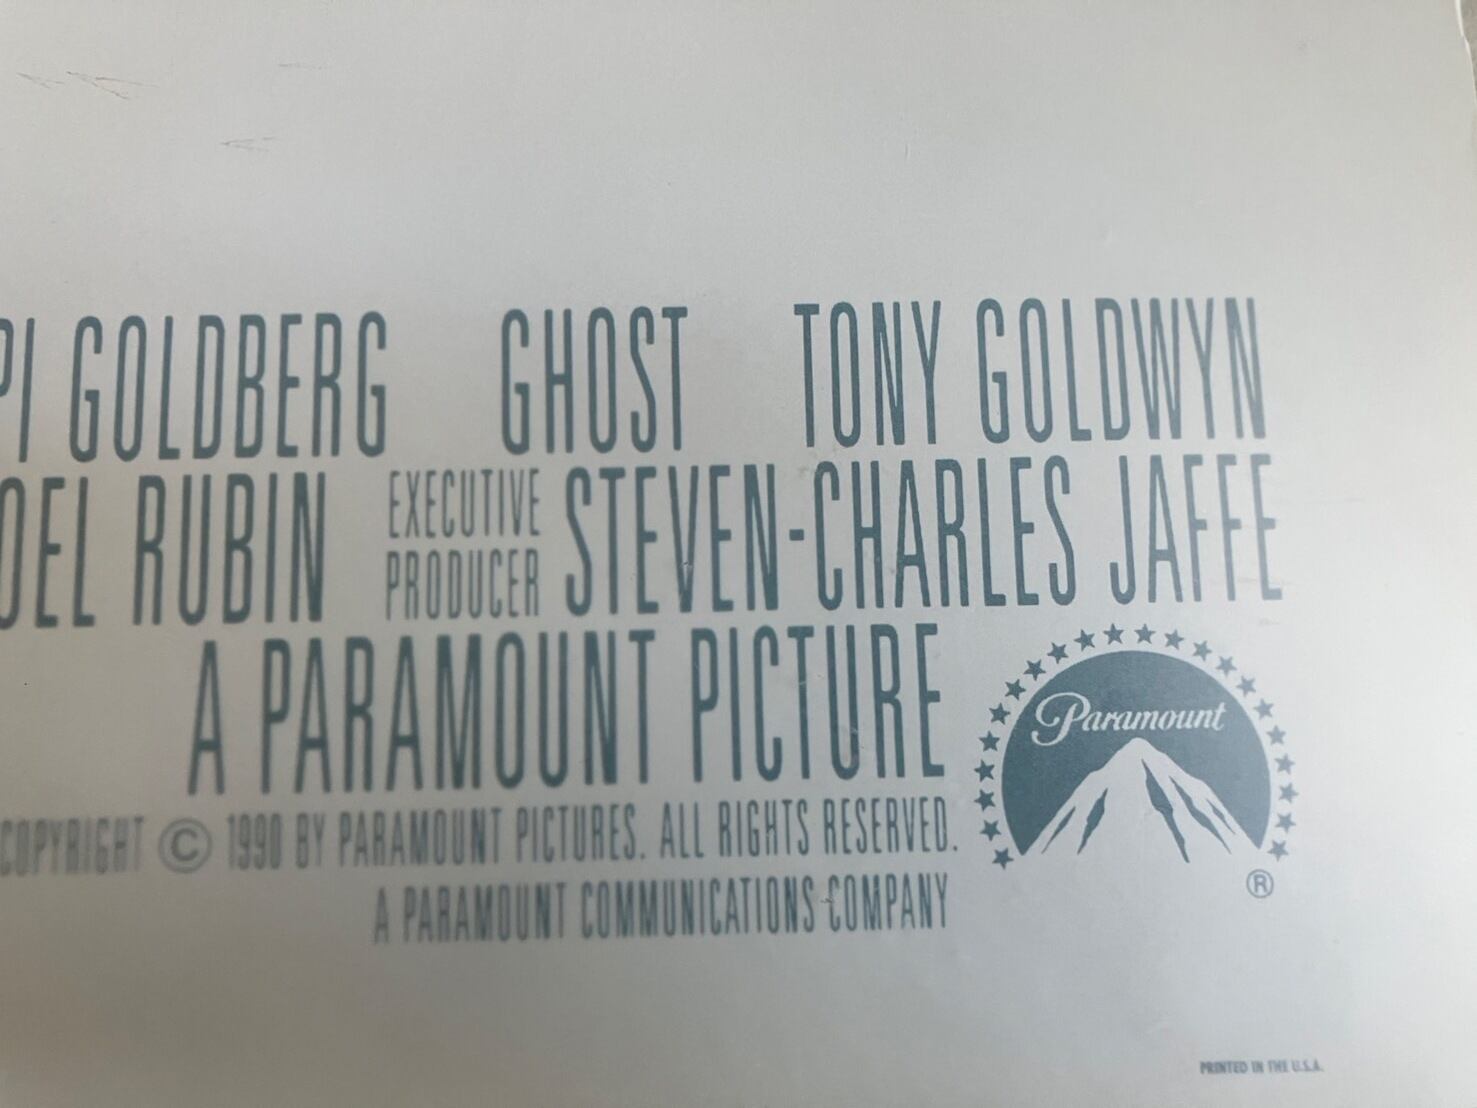 PI GOLDBERG GHOST TONY GOLDWYN
OEL RUBIN EXECUTIVE PRODUCER STEVEN-CHARLES JAFFE
A PARAMOUNT PICTURE
Paramount
®
COPYRIGHT © 1990 BY PARAMOUNT PICTURES. ALL RIGHTS RESERVED.
A PARAMOUNT COMMUNICATIONS COMPANY
PRINTED IN THE U.S.A.